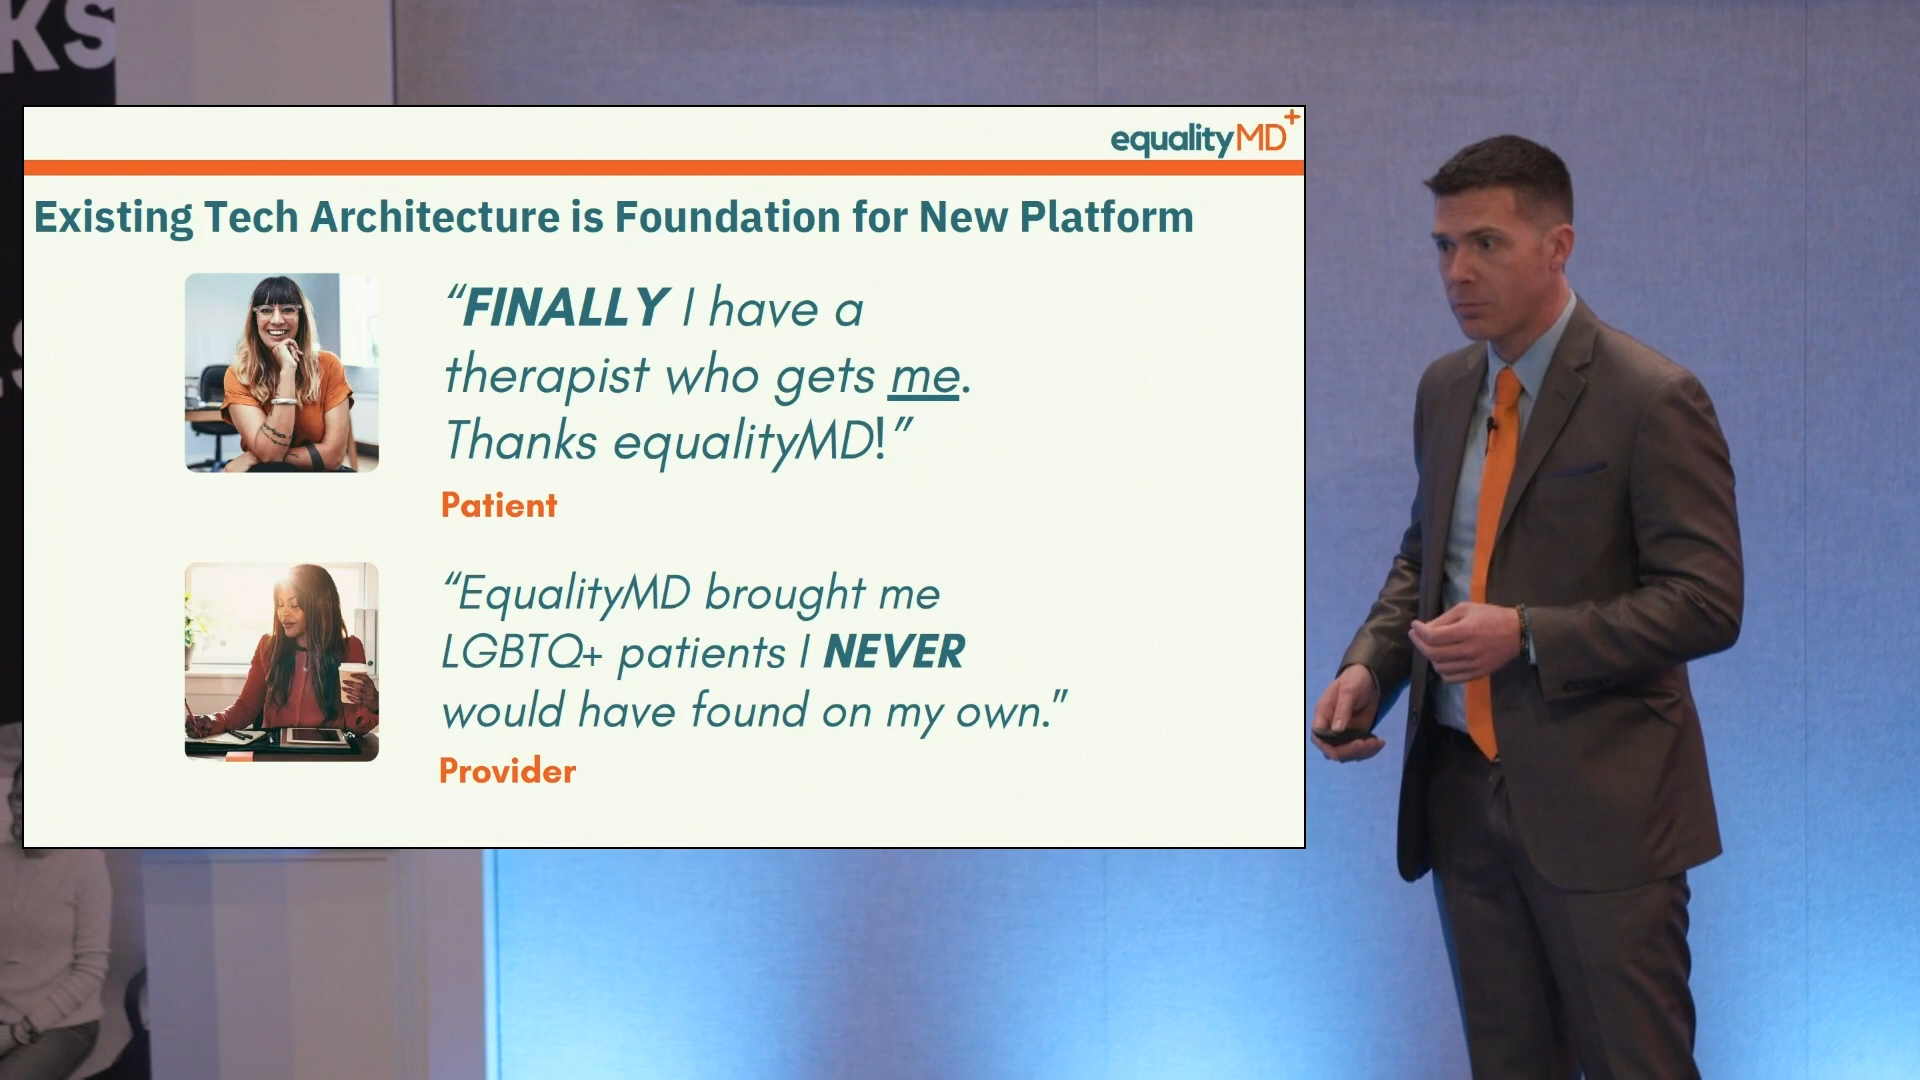 KS
equalityMD+
Existing Tech Architecture is Foundation for New Platform
“FINALLY I have a
therapist who gets me.
Thanks equalityMD!”
Patient
“EqualityMD brought me
LGBTQ+ patients I NEVER
would have found on my own.”
Provider